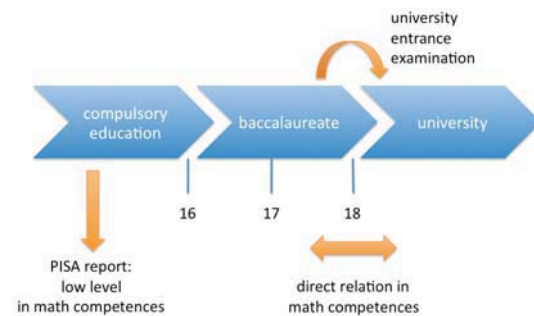 university
entrance
examination
compulsory
education
baccalaureate
university
16
17
18
PISA report:
low level
in math competences
direct relation in
math competences